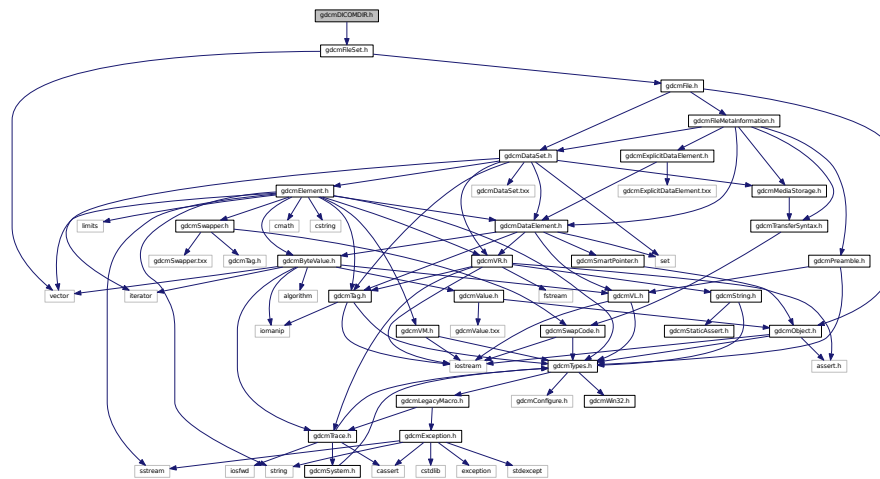 gdcmDICOMDIR.h
gdcmFileSet.h
gdcmFile.h
gdcmFileMetaInformation.h
gdcmDataSet.h
gdcmExplicitDataElement.h
gdcmElement.h
gdcmDataSet.txx
gdcmExplicitDataElement.txx
gdcmMediaStorage.h
limits
gdcmSwapper.h
cmath
cstring
gdcmDataElement.h
gdcmTransferSyntax.h
gdcmSwapper.txx
gdcmTag.h
gdcmByteValue.h
gdcmVR.h
gdcmSmartPointer.h
set
gdcmPreamble.h
vector
iterator
algorithm
gdcmTag.h
gdcmValue.h
fstream
gdcmVL.h
gdcmString.h
iomanip
gdcmVM.h
gdcmValue.txx
gdcmSwapCode.h
gdcmStaticAssert.h
gdcmObject.h
iostream
gdcmTypes.h
assert.h
gdcmLegacyMacro.h
gdcmConfigure.h
gdcmWin32.h
gdcmTrace.h
gdcmException.h
sstream
iosfwd
string
gdcmSystem.h
cassert
cstdlib
exception
stdexcept